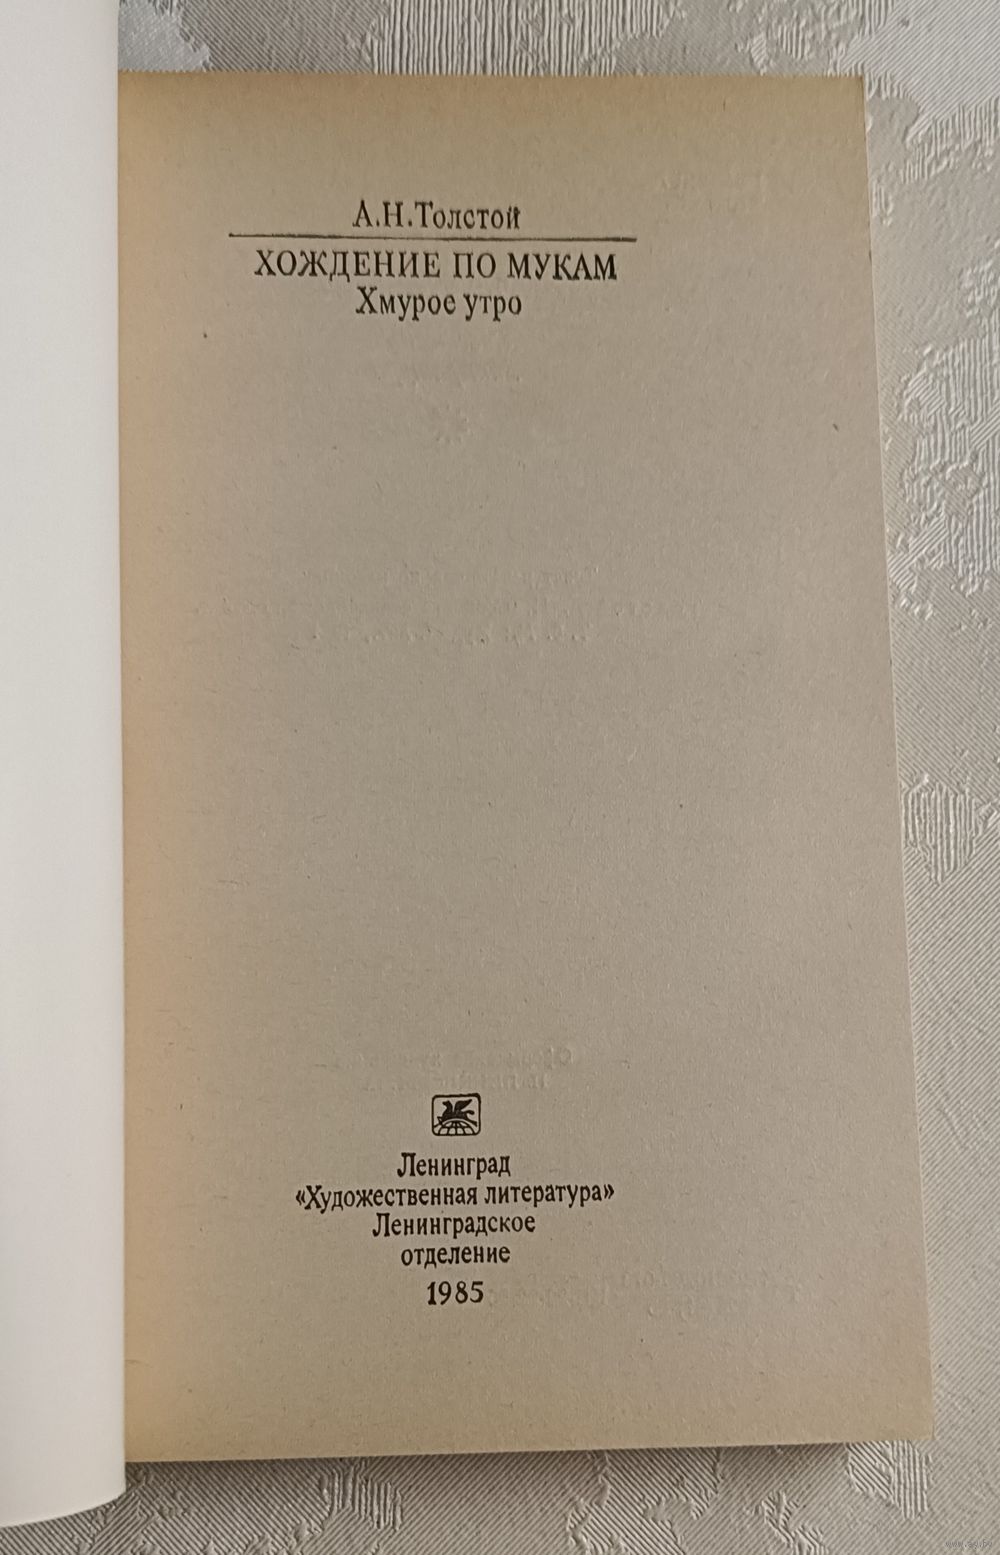 А.Н.Толстой
ХОЖДЕНИЕ ПО МУКАМ
Хмурое утро
Ленинград
«Художественная литература»
Ленинградское
отделение
1985